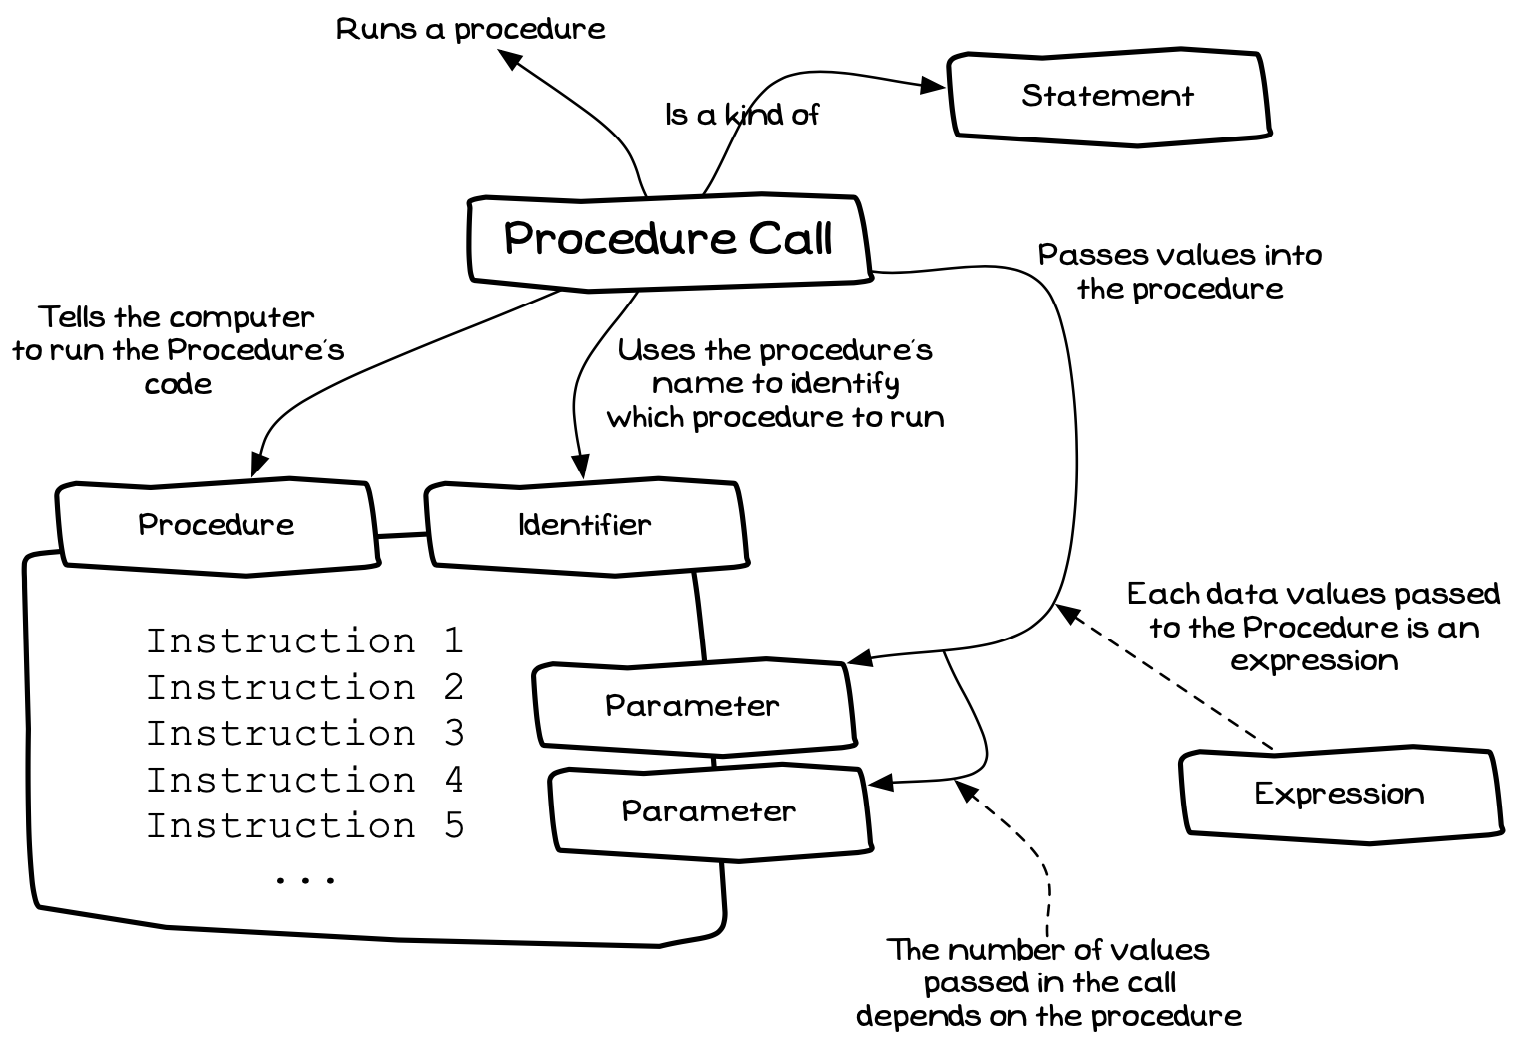 Runs a procedure
Is a kind of
Statement
Procedure Call
Passes values into
the procedure
Tells the computer
to run the Procedure's
code
Uses the procedure's
name to identify
which procedure to run
Procedure
Identifier
Instruction 1
Instruction 2
Instruction 3
Instruction 4
Instruction 5
...
Parameter
Parameter
Each data values passed
to the Procedure is an
expression
Expression
The number of values
passed in the call
depends on the procedure